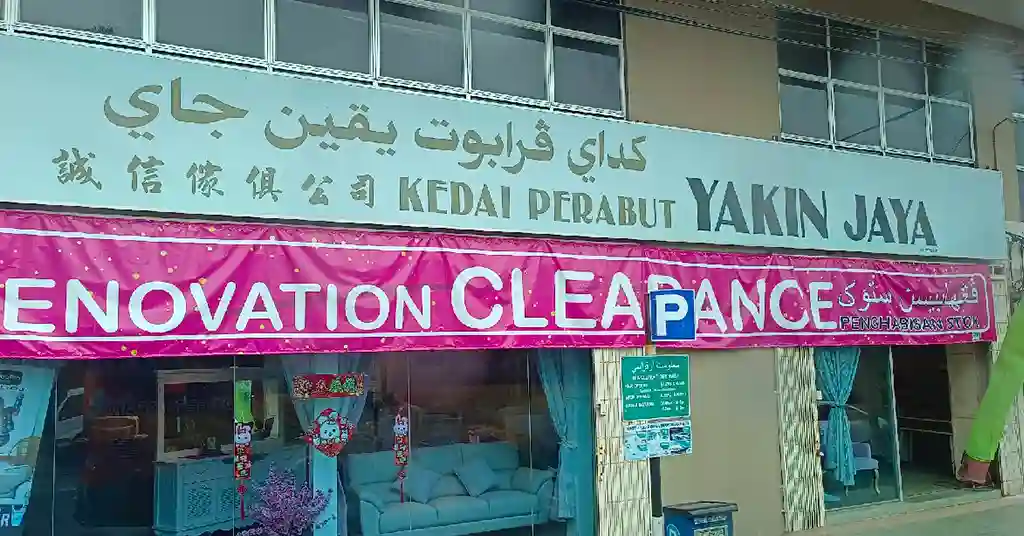 كداي ڤرابوت يقين جاي
誠信傢俱公司 KEDAI PERABUT YAKIN JAYA
ENOVATION CLEARANCE ڤڠهابيسن ستوک
PENGHABISAN STOK
P